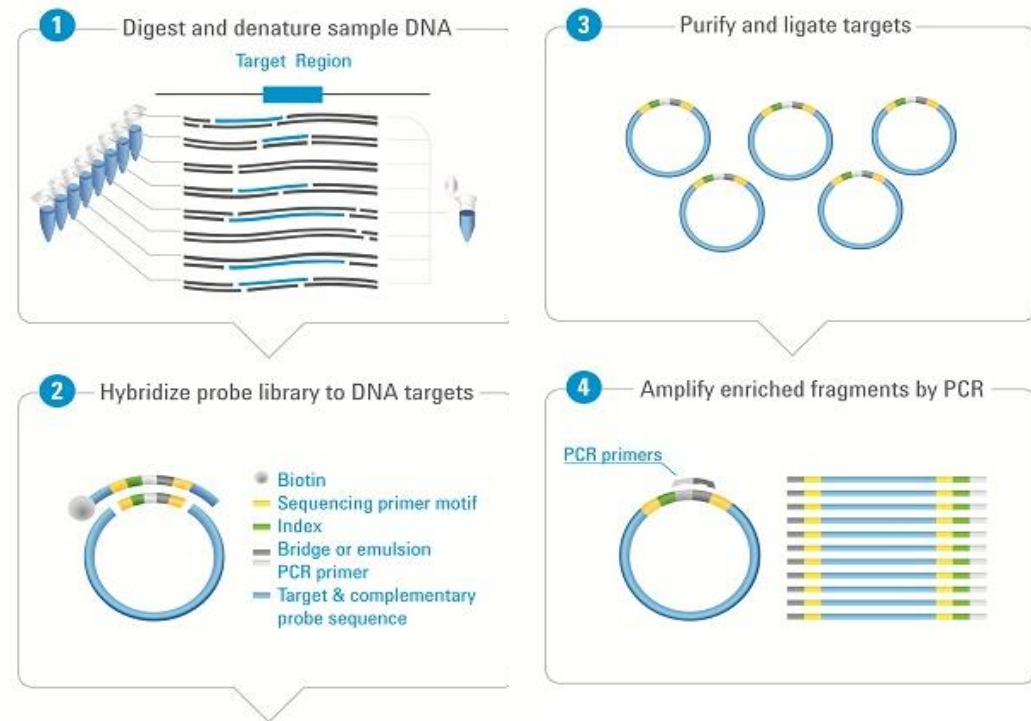 1 Digest and denature sample DNA
Target Region
2 Hybridize probe library to DNA targets
Biotin
Sequencing primer motif
Index
Bridge or emulsion
PCR primer
Target & complementary
probe sequence
3 Purify and ligate targets
4 Amplify enriched fragments by PCR
PCR primers